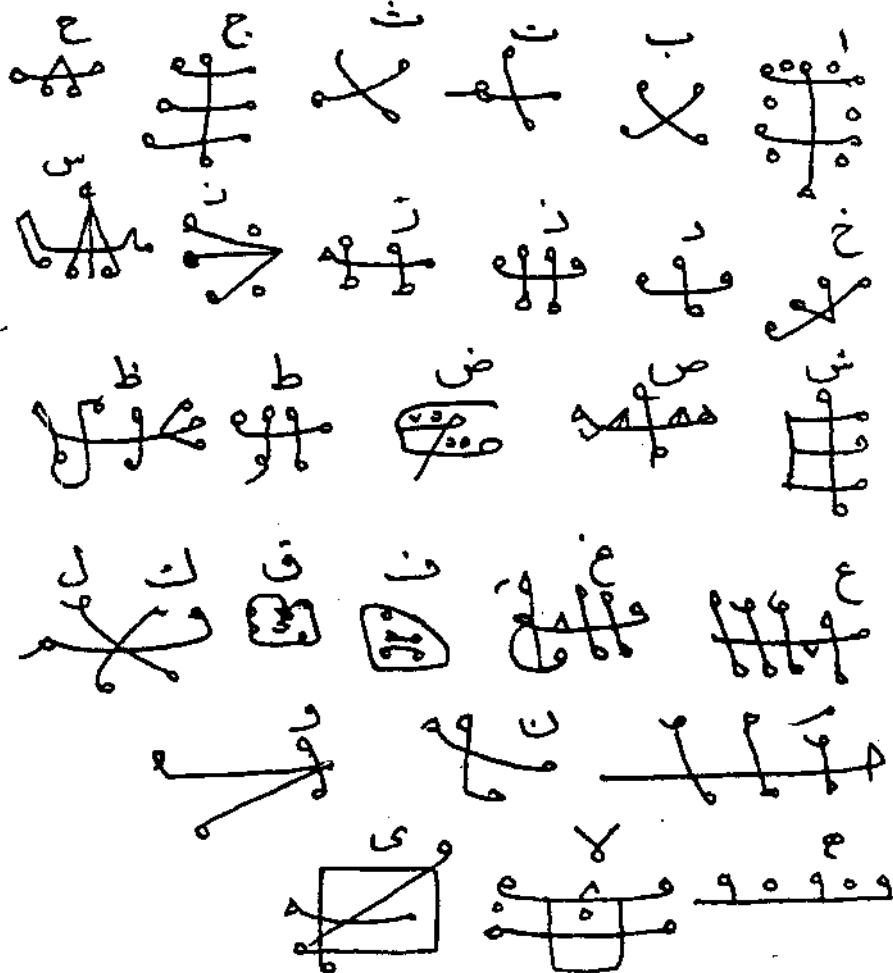 ا ب ت ث ج ح
خ د ذ ر ز س
ش ص ض ط ظ
ع غ ف ق ك ل
م ن و
ه لا ى